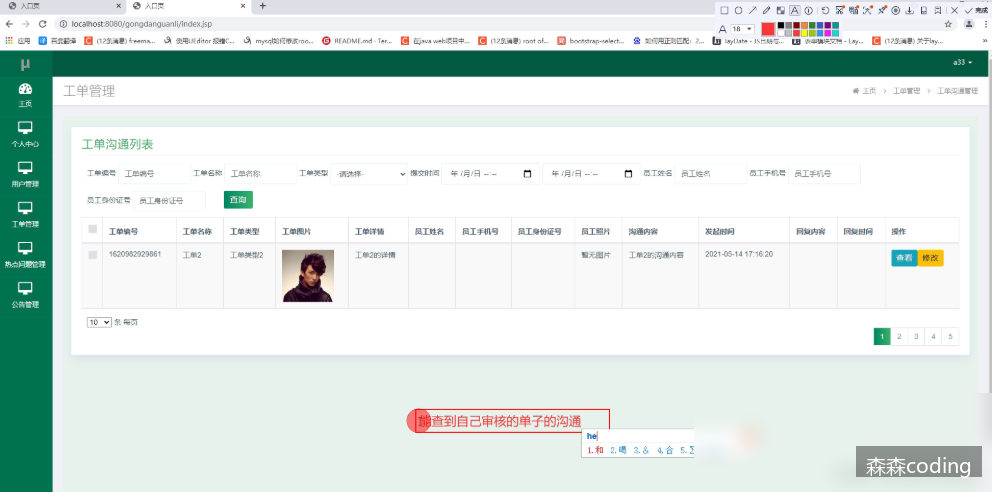 入口页
入口页
完成
localhost:8080/gongdanguanli/index.jsp
A 18
应用 百度翻译 (12条消息) freema... 使用UEditor 报错C... mysql如何修改roo... README.md · Ter... 在java web项目中... (12条消息) root of... bootstrap-select... 如何用正则匹配：2... layDate - JS日期与... 表单模块文档 - Lay... (12条消息) 关于lay...
μ
a33
主页
个人中心
用户管理
工单管理
热点问题管理
公告管理
工单管理
主页 > 工单管理 > 工单沟通管理
工单沟通列表
工单编号 工单编号 工单名称 工单名称 工单类型 -请选择- 提交时间 年/月/日 --:-- 年/月/日 --:-- 员工姓名 员工姓名 员工手机号 员工手机号
员工身份证号 员工身份证号 查询
工单编号 工单名称 工单类型 工单图片 工单详情 员工姓名 员工手机号 员工身份证号 员工照片 沟通内容 发起时间 回复内容 回复时间 操作
1620982929861 工单2 工单类型2 工单2的详情 暂无图片 工单2的沟通内容 2021-05-14 17:16:20 查看 修改
10 条 每页
1 2 3 4 5
能查到自己审核的单子的沟通
he
1.和 2.喝 3.& 4.合 5.
森森coding